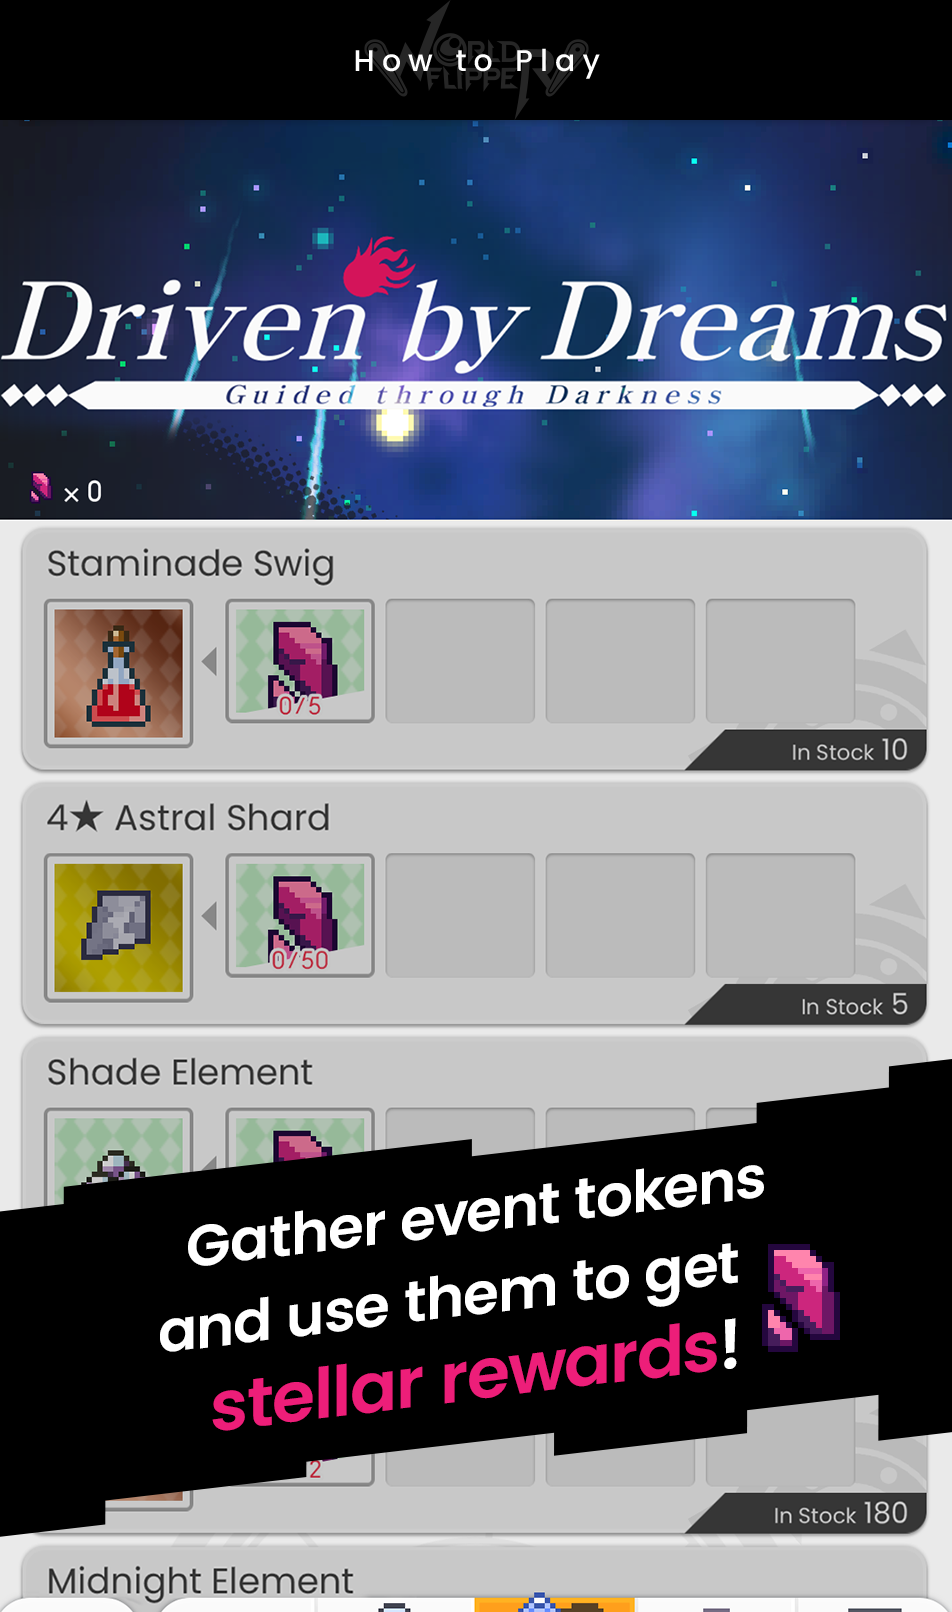 WORLD FLIPPER
How to Play
Driven by Dreams
Guided through Darkness
×0
Staminade Swig
0/5
In Stock 10
4★ Astral Shard
0/50
In Stock 5
Shade Element
Gather event tokens
and use them to get
stellar rewards!
2
In Stock 180
Midnight Element